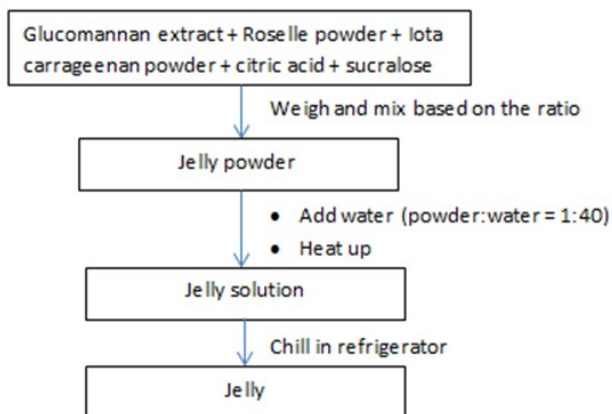 Glucomannan extract + Roselle powder + Iota
carrageenan powder + citric acid + sucralose
Weigh and mix based on the ratio
Jelly powder
• Add water (powder:water = 1:40)
• Heat up
Jelly solution
Chill in refrigerator
Jelly